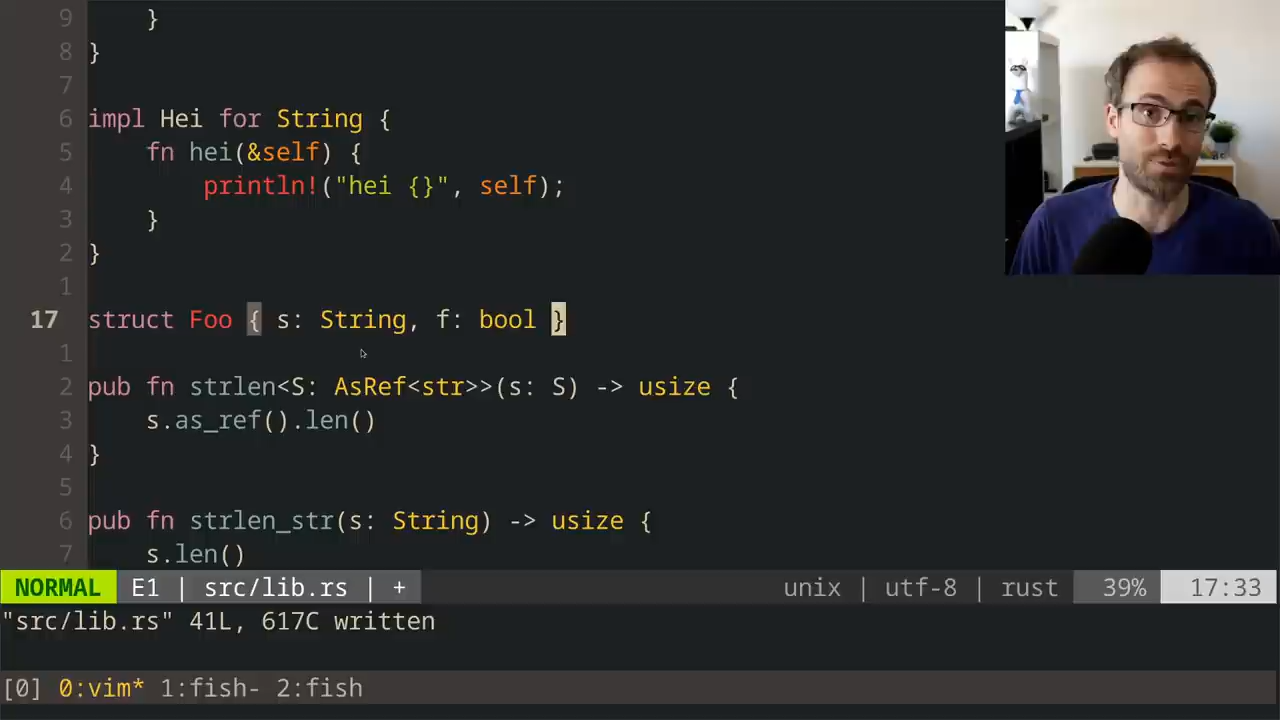 9 }
8 }
7
6 impl Hei for String {
5 fn hei(&self) {
4 println!("hei {}", self);
3 }
2 }
1
17 struct Foo { s: String, f: bool }
1
2 pub fn strlen<S: AsRef<str>>(s: S) -> usize {
3 s.as_ref().len()
4 }
5
6 pub fn strlen_str(s: String) -> usize {
7 s.len()
NORMAL E1 | src/lib.rs | + unix | utf-8 | rust 39% 17:33
"src/lib.rs" 41L, 617C written
[0] 0:vim* 1:fish- 2:fish